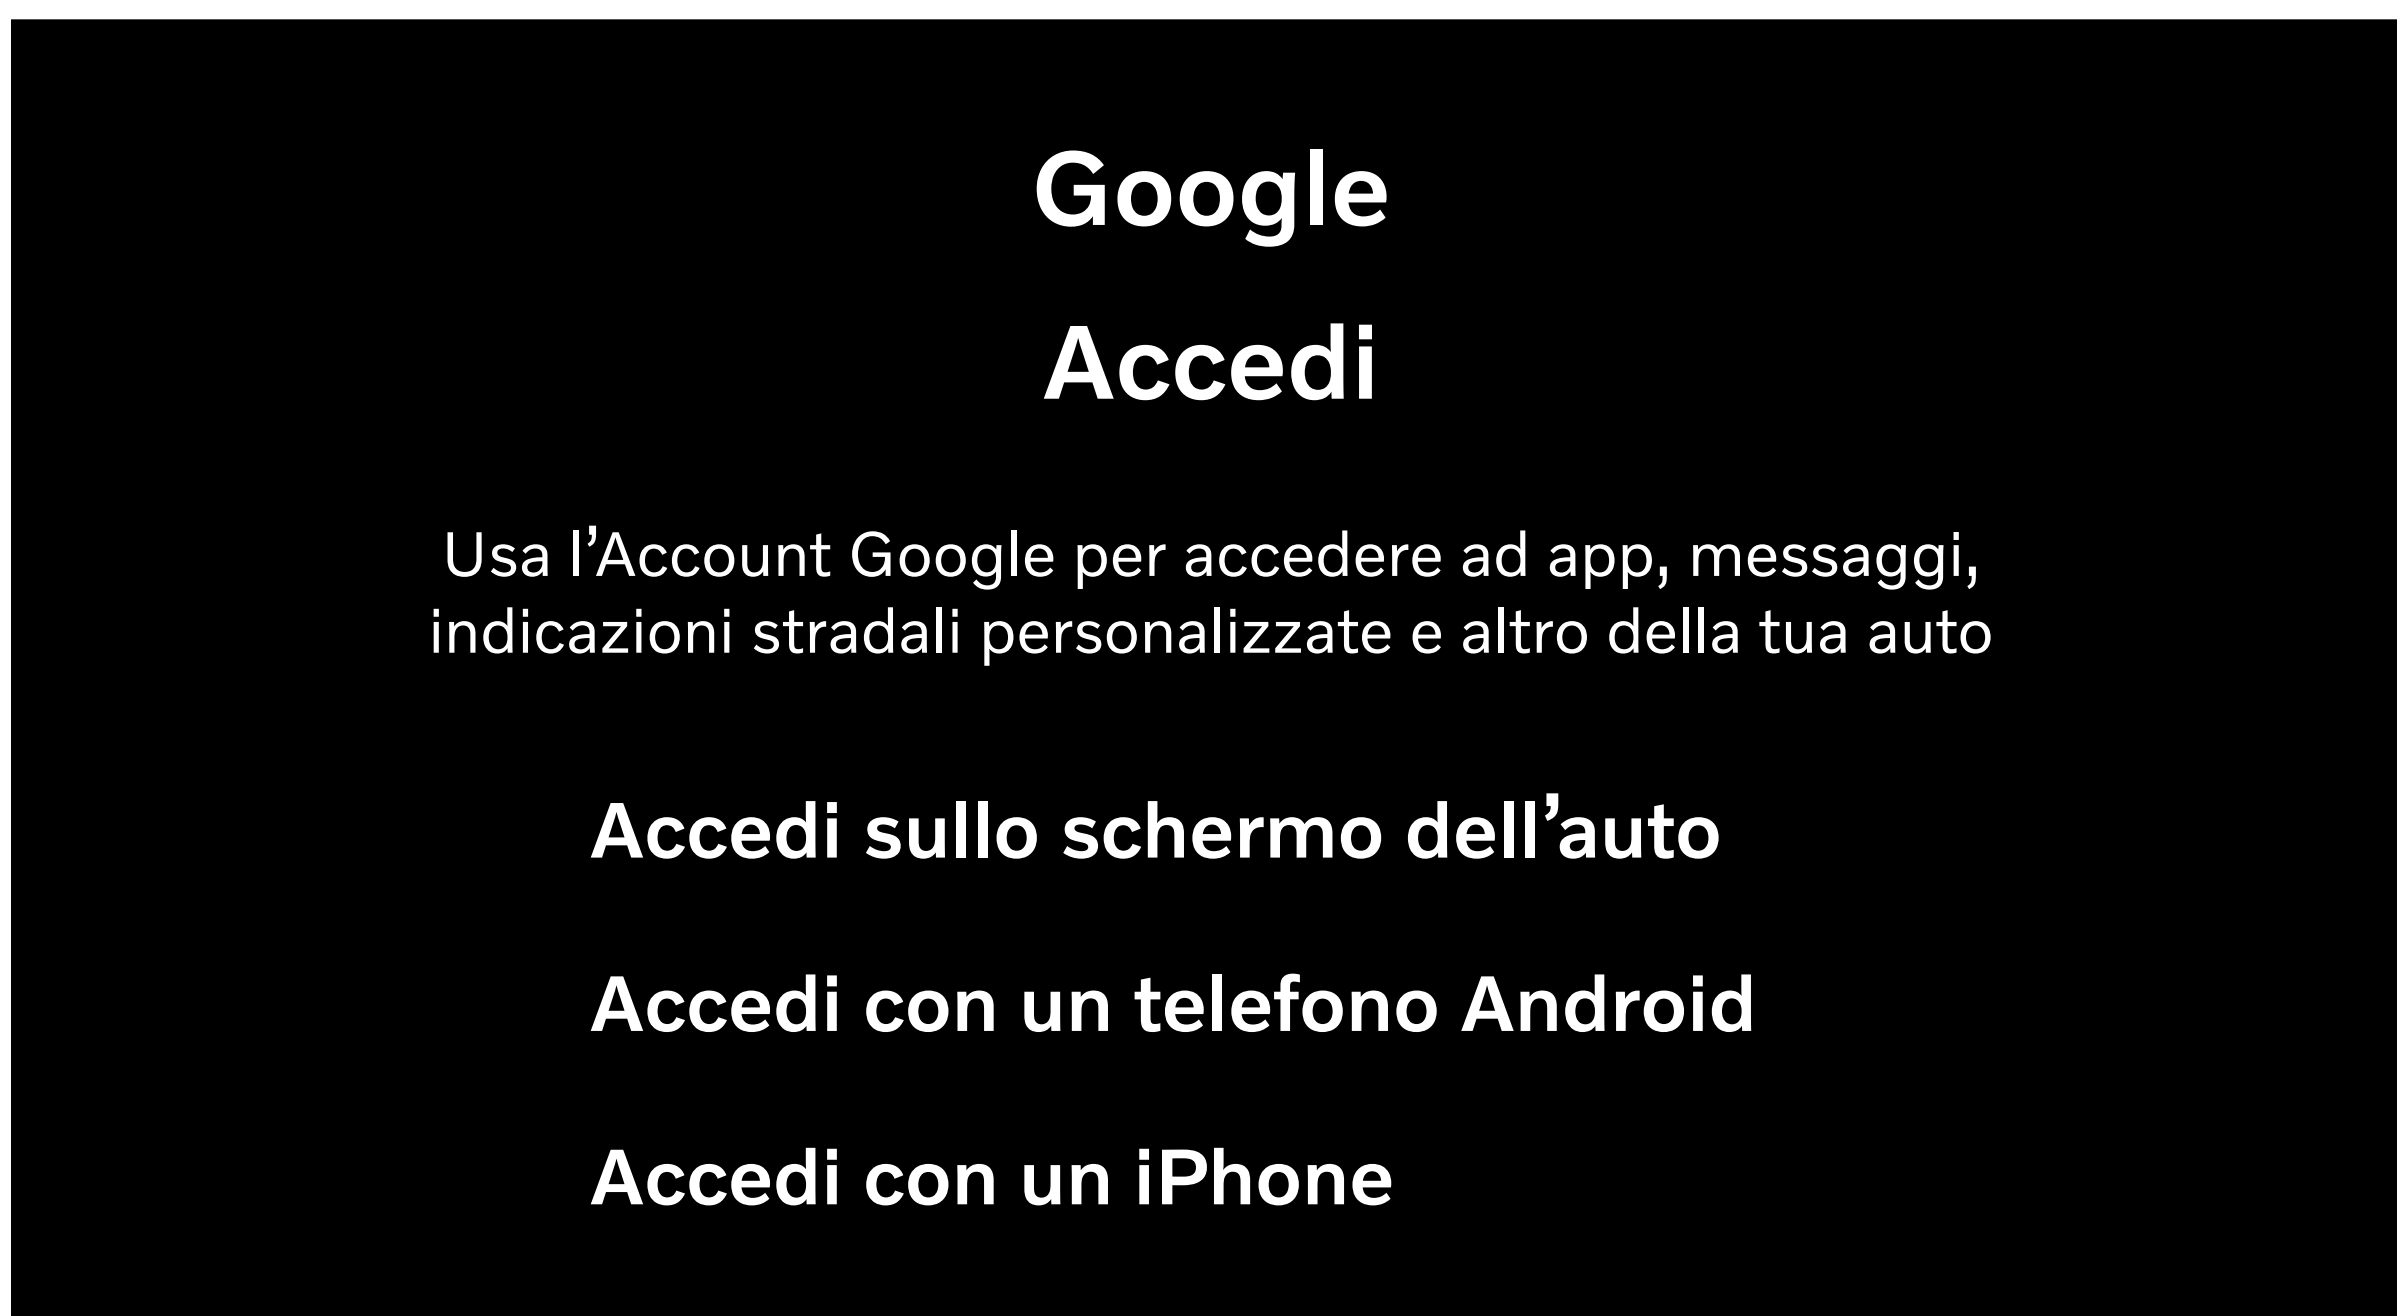 Google
Accedi
Usa l’Account Google per accedere ad app, messaggi,
indicazioni stradali personalizzate e altro della tua auto
Accedi sullo schermo dell’auto
Accedi con un telefono Android
Accedi con un iPhone